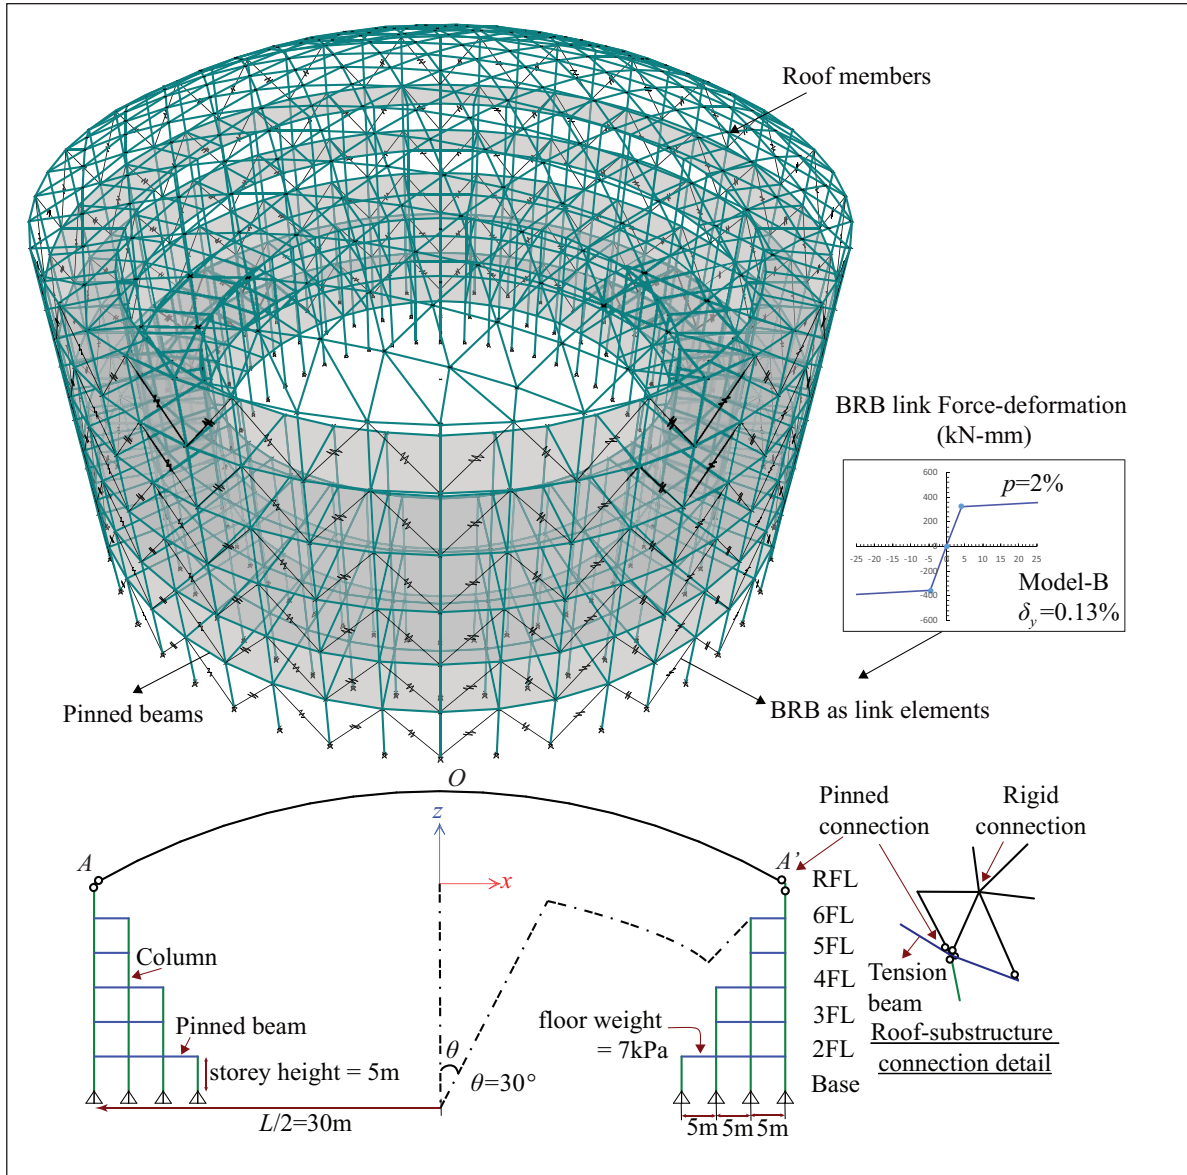 Roof members
BRB link Force-deformation
(kN-mm)
600
400
200
0
-200
-400
-600
-25 -20 -15 -10 -5 0 5 10 15 20 25
p=2%
Model-B
δy=0.13%
Pinned beams
BRB as link elements
O
z
x
A
A'
Pinned
connection
Rigid
connection
RFL
6FL
5FL
4FL
3FL
2FL
Base
Column
Pinned beam
storey height = 5m
floor weight
= 7kPa
θ
θ=30°
L/2=30m
5m 5m 5m
Tension
beam
Roof-substructure
connection detail